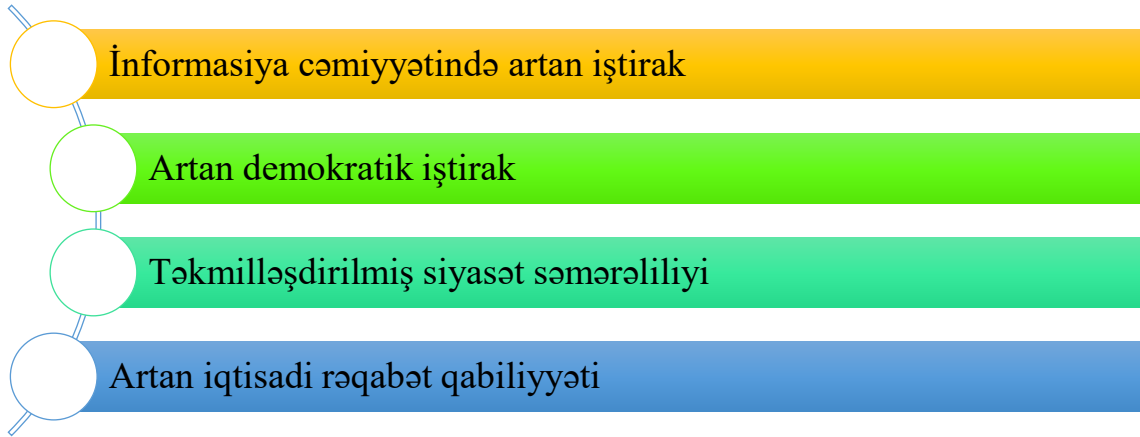 İnformasiya cəmiyyətində artan iştirak
Artan demokratik iştirak
Təkmilləşdirilmiş siyasət səmərəliliyi
Artan iqtisadi rəqabət qabiliyyəti